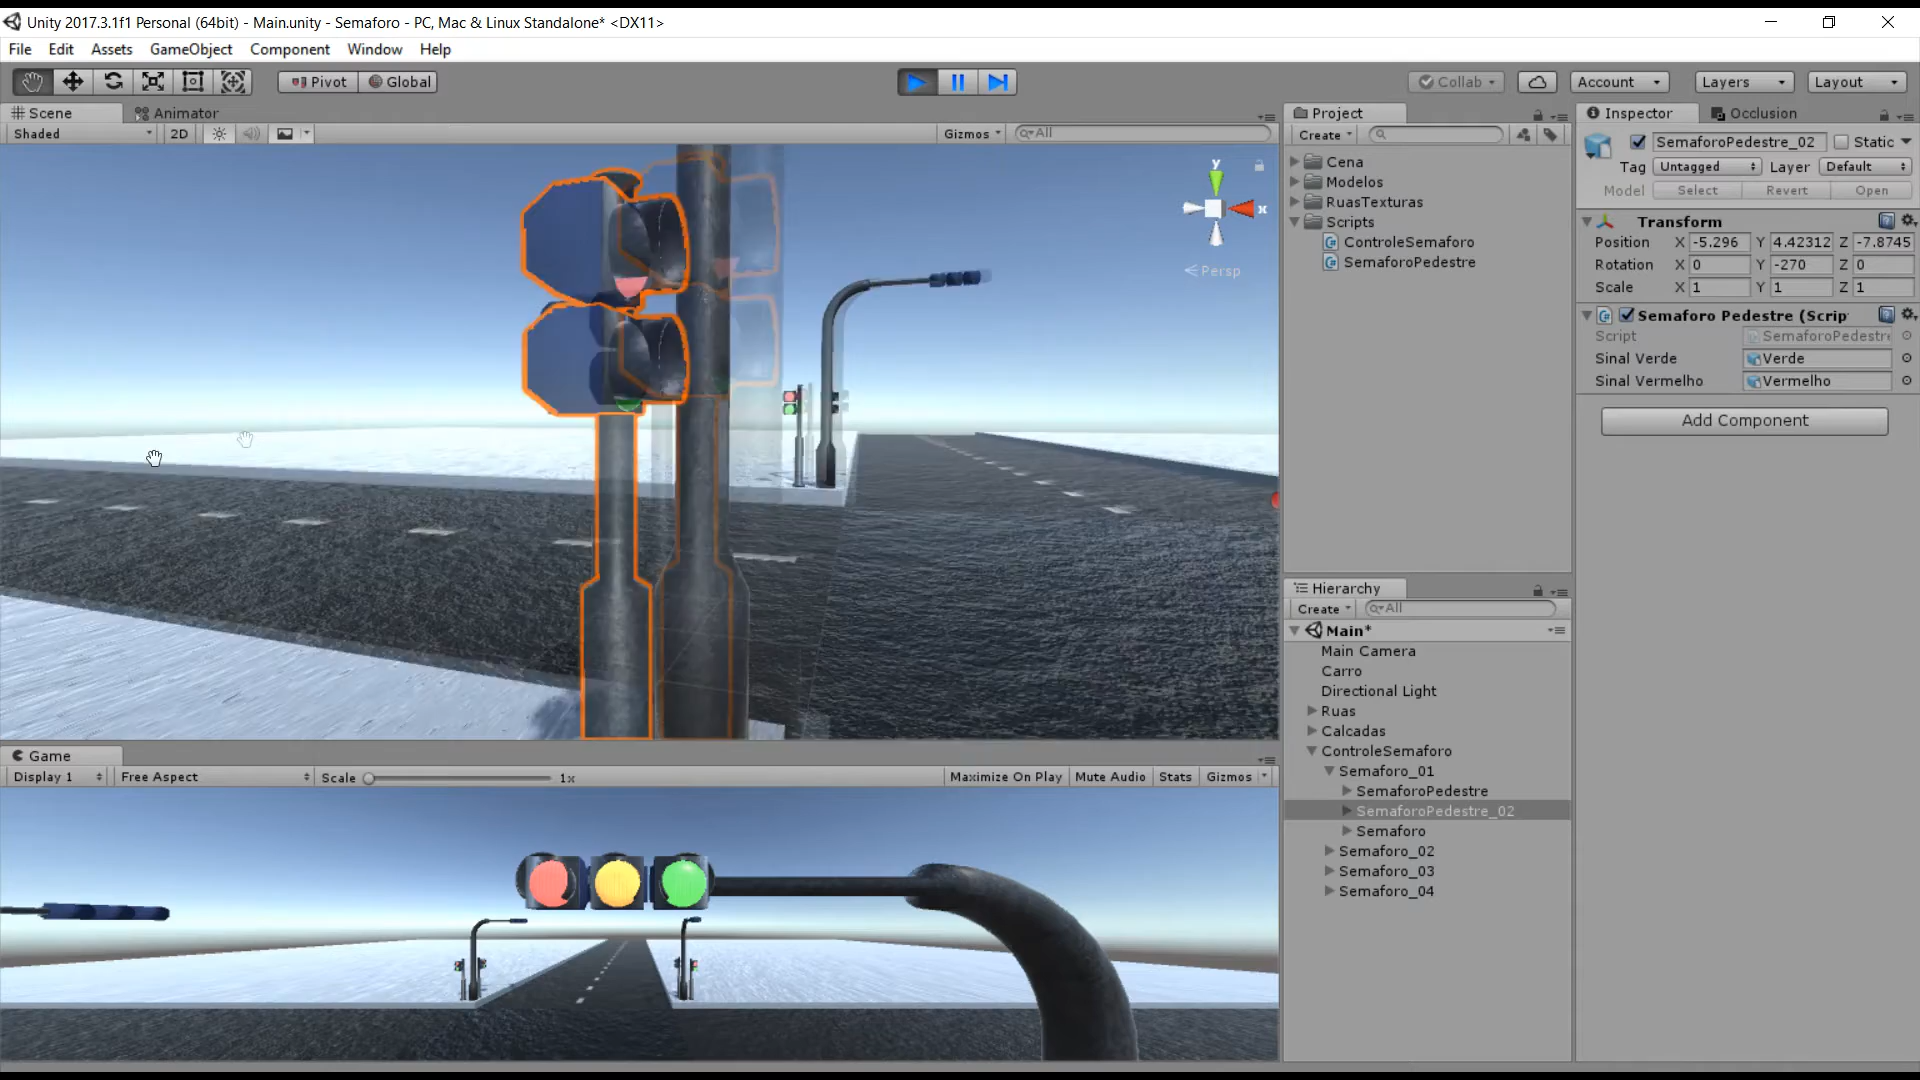 Unity 2017.3.1f1 Personal (64bit) - Main.unity - Semaforo - PC, Mac & Linux Standalone* <DX11>
File Edit Assets GameObject Component Window Help
Pivot Global Collab Account Layers Layout
Scene Animator
Shaded 2D Gizmos All
y
x
Persp
Game
Display 1 Free Aspect Scale 1x Maximize On Play Mute Audio Stats Gizmos
Project
Create
Cena
Modelos
RuasTexturas
Scripts
ControleSemaforo
SemaforoPedestre
Hierarchy
Create All
Main*
Main Camera
Carro
Directional Light
Ruas
Calcadas
ControleSemaforo
Semaforo_01
SemaforoPedestre
SemaforoPedestre_02
Semaforo
Semaforo_02
Semaforo_03
Semaforo_04
Inspector Occlusion
SemaforoPedestre_02 Static
Tag Untagged Layer Default
Model Select Revert Open
Transform
Position X -5.296 Y 4.42312 Z -7.8745
Rotation X 0 Y -270 Z 0
Scale X 1 Y 1 Z 1
Semaforo Pedestre (Scrip
Script SemaforoPedestre
Sinal Verde Verde
Sinal Vermelho Vermelho
Add Component